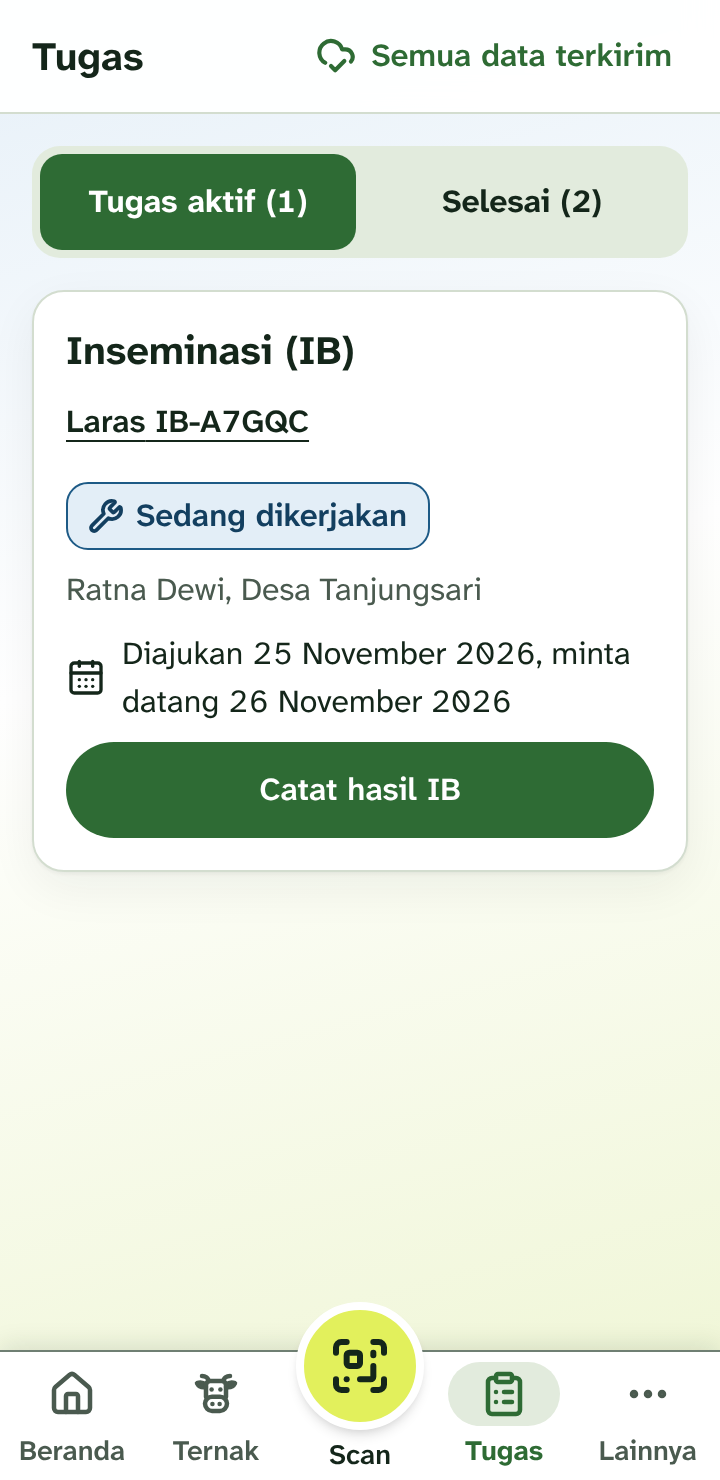 Tugas
Semua data terkirim
Tugas aktif (1)
Selesai (2)
Inseminasi (IB)
Laras IB-A7GQC
Sedang dikerjakan
Ratna Dewi, Desa Tanjungsari
Diajukan 25 November 2026, minta
datang 26 November 2026
Catat hasil IB
Beranda
Ternak
Scan
Tugas
Lainnya